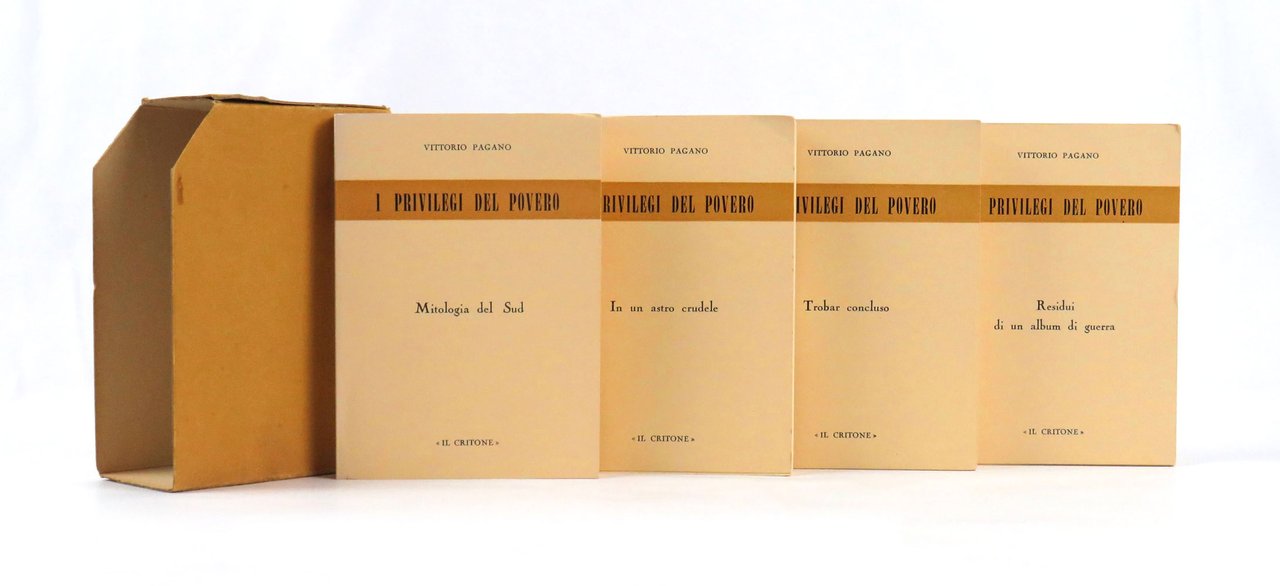 VITTORIO PAGANO
I PRIVILEGI DEL POVERO
Mitologia del Sud
« IL CRITONE »
VITTORIO PAGANO
RIVILEGI DEL POVERO
In un astro crudele
« IL CRITONE »
VITTORIO PAGANO
IVILEGI DEL POVERO
Trobar concluso
« IL CRITONE »
VITTORIO PAGANO
PRIVILEGI DEL POVERO
Residui
di un album di guerra
« IL CRITONE »